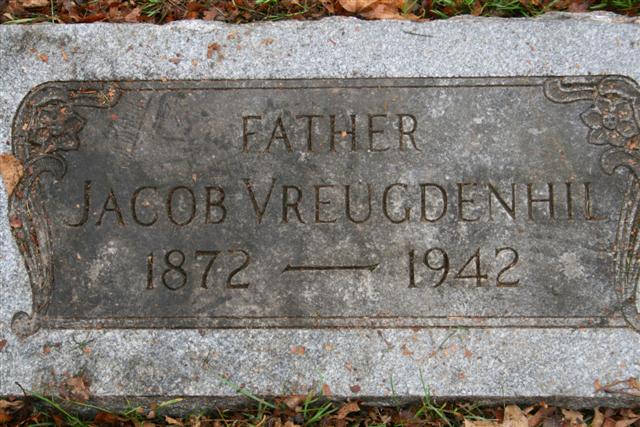 FATHER
JACOB VREUGDENHIL
1872 — 1942